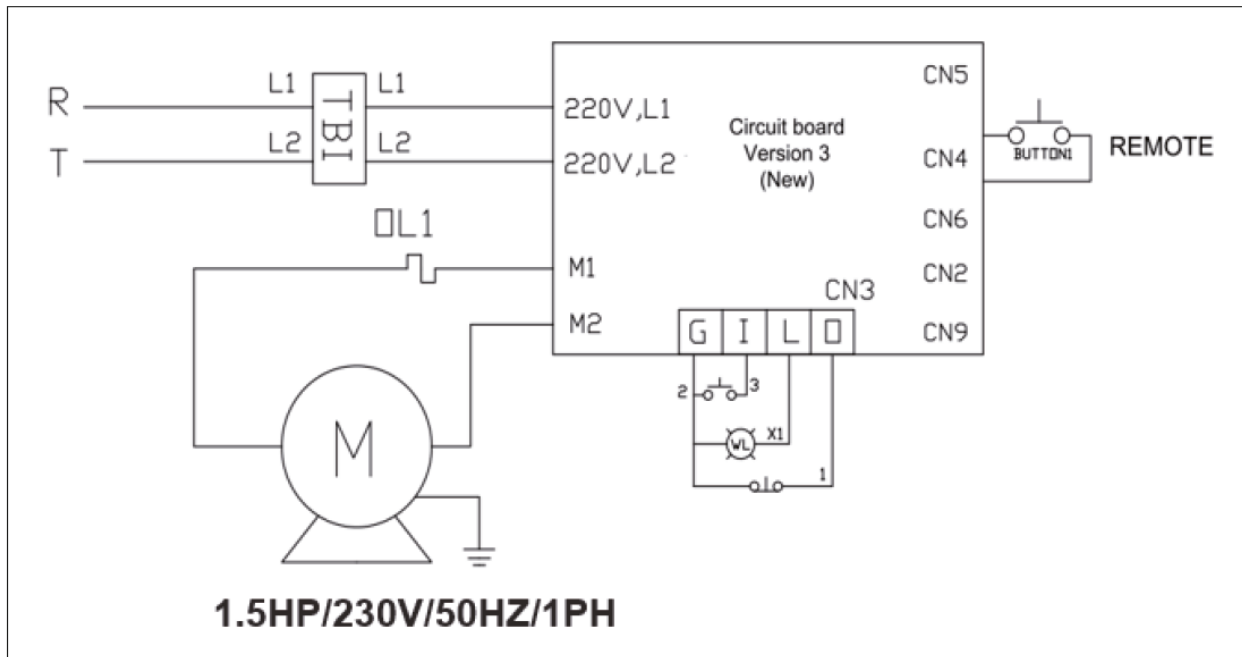 R
T
L1
L2
TB1
L1
L2
220V,L1
220V,L2
Circuit board
Version 3
(New)
CN5
CN4
CN6
CN2
CN9
BUTTON1
REMOTE
OL1
M1
M2
CN3
G I L O
2
3
WL
X1
1
M
1.5HP/230V/50HZ/1PH